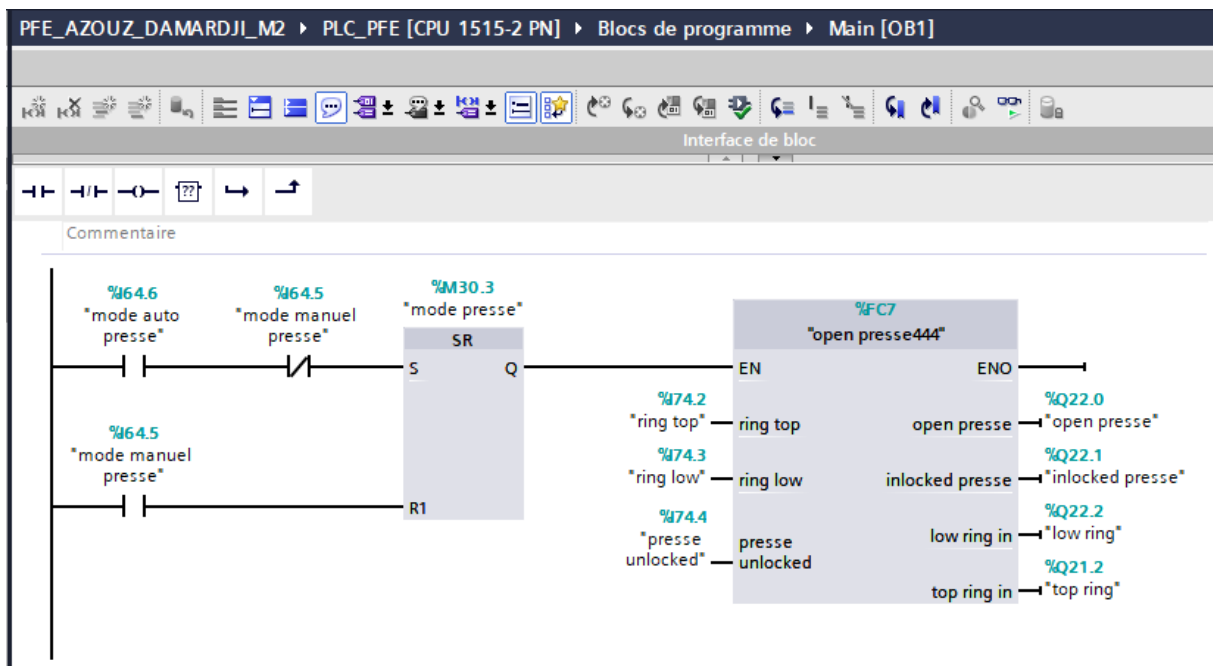 PFE_AZOUZ_DAMARDJI_M2 ▸ PLC_PFE [CPU 1515-2 PN] ▸ Blocs de programme ▸ Main [OB1]
Interface de bloc
??
Commentaire
%I64.6
"mode auto
presse"
%I64.5
"mode manuel
presse"
%M30.3
"mode presse"
SR
S
Q
%I64.5
"mode manuel
presse"
R1
%FC7
"open presse444"
EN
ENO
%I74.2
"ring top"
ring top
%I74.3
"ring low"
ring low
%I74.4
"presse
unlocked"
presse
unlocked
open presse
%Q22.0
"open presse"
inlocked presse
%Q22.1
"inlocked presse"
low ring in
%Q22.2
"low ring"
top ring in
%Q21.2
"top ring"